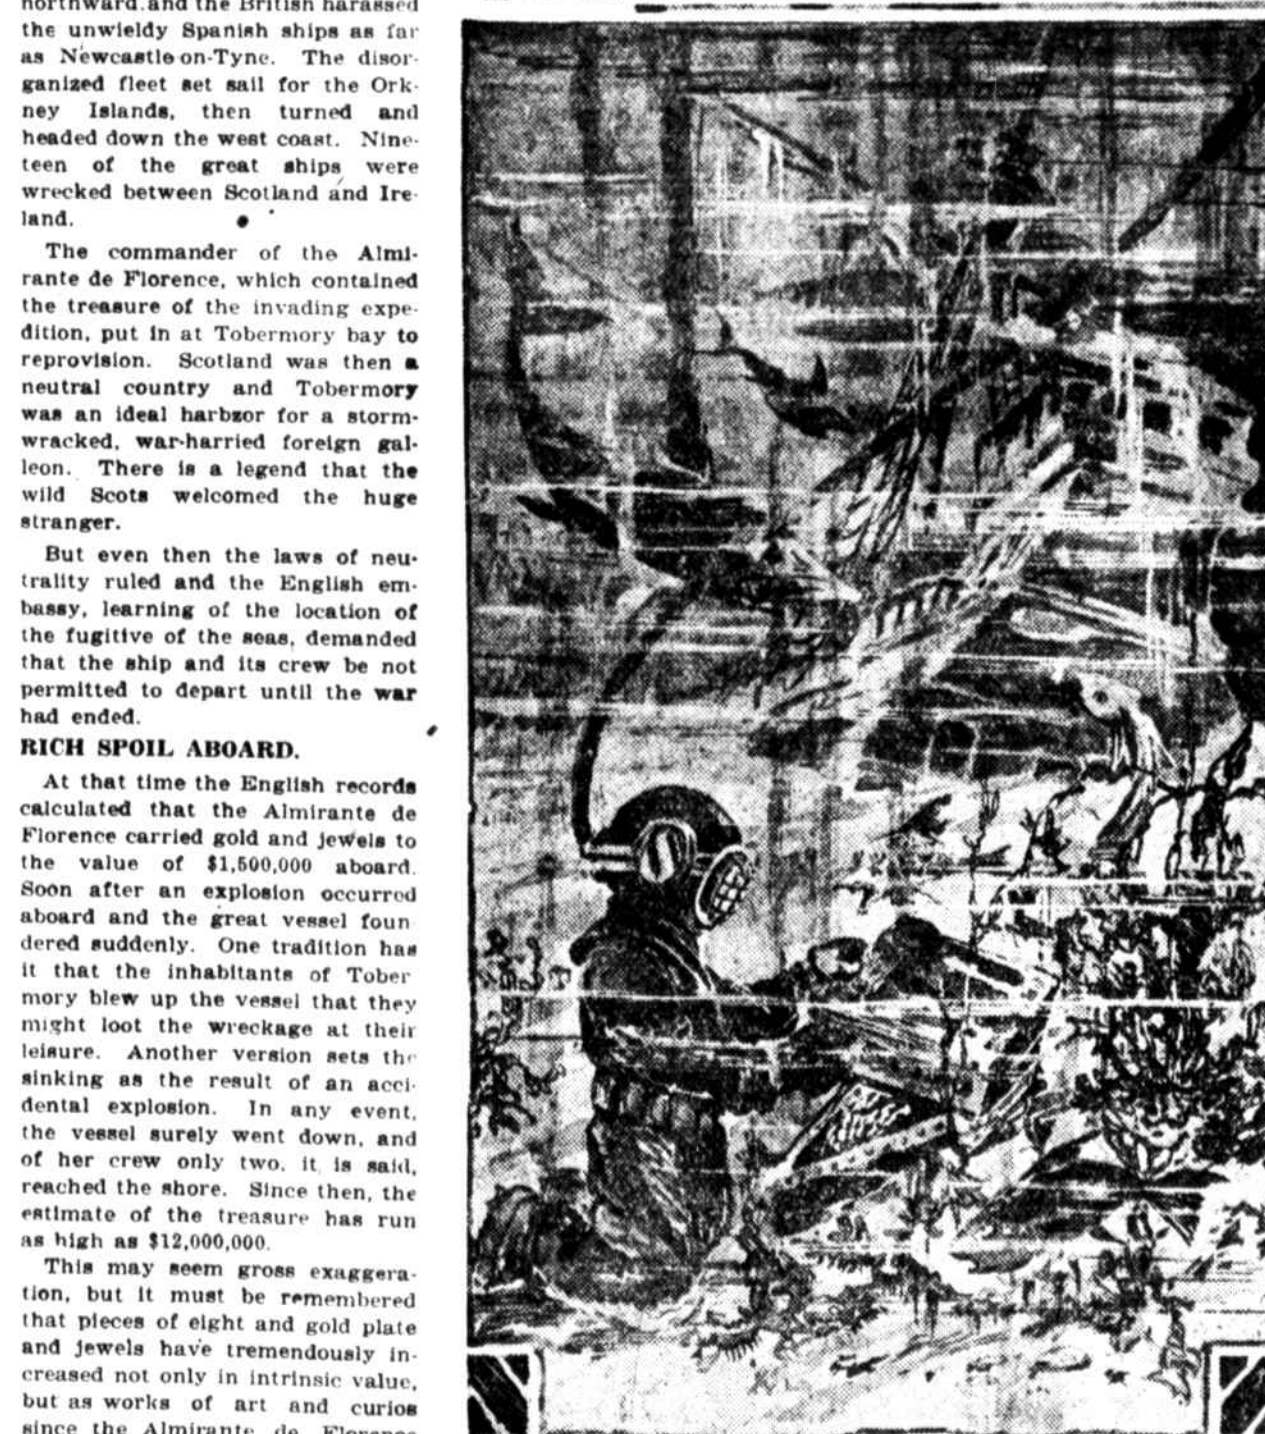 northward and the British harassed
the unwieldy Spanish ships as far
as Newcastle-on-Tyne. The disor-
ganized fleet set sail for the Ork-
ney Islands, then turned and
headed down the west coast. Nine-
teen of the great ships were
wrecked between Scotland and Ire-
land.
The commander of the Almi-
rante de Florence, which contained
the treasure of the invading expe-
dition, put in at Tobermory bay to
reprovision. Scotland was then a
neutral country and Tobermory
was an ideal harbzor for a storm-
wracked, war-harried foreign gal-
leon. There is a legend that the
wild Scots welcomed the huge
stranger.
But even then the laws of neu-
trality ruled and the English em-
bassy, learning of the location of
the fugitive of the seas, demanded
that the ship and its crew be not
permitted to depart until the war
had ended.
RICH SPOIL ABOARD.
At that time the English records
calculated that the Almirante de
Florence carried gold and jewels to
the value of $1,500,000 aboard.
Soon after an explosion occurred
aboard and the great vessel foun
dered suddenly. One tradition has
it that the inhabitants of Tober
mory blew up the vessel that they
might loot the wreckage at their
leisure. Another version sets the
sinking as the result of an acci-
dental explosion. In any event,
the vessel surely went down, and
of her crew only two, it is said,
reached the shore. Since then, the
estimate of the treasure has run
as high as $12,000,000.
This may seem gross exaggera-
tion, but it must be remembered
that pieces of eight and gold plate
and jewels have tremendously in-
creased not only in intrinsic value,
but as works of art and curios
since the Almirante de Florence